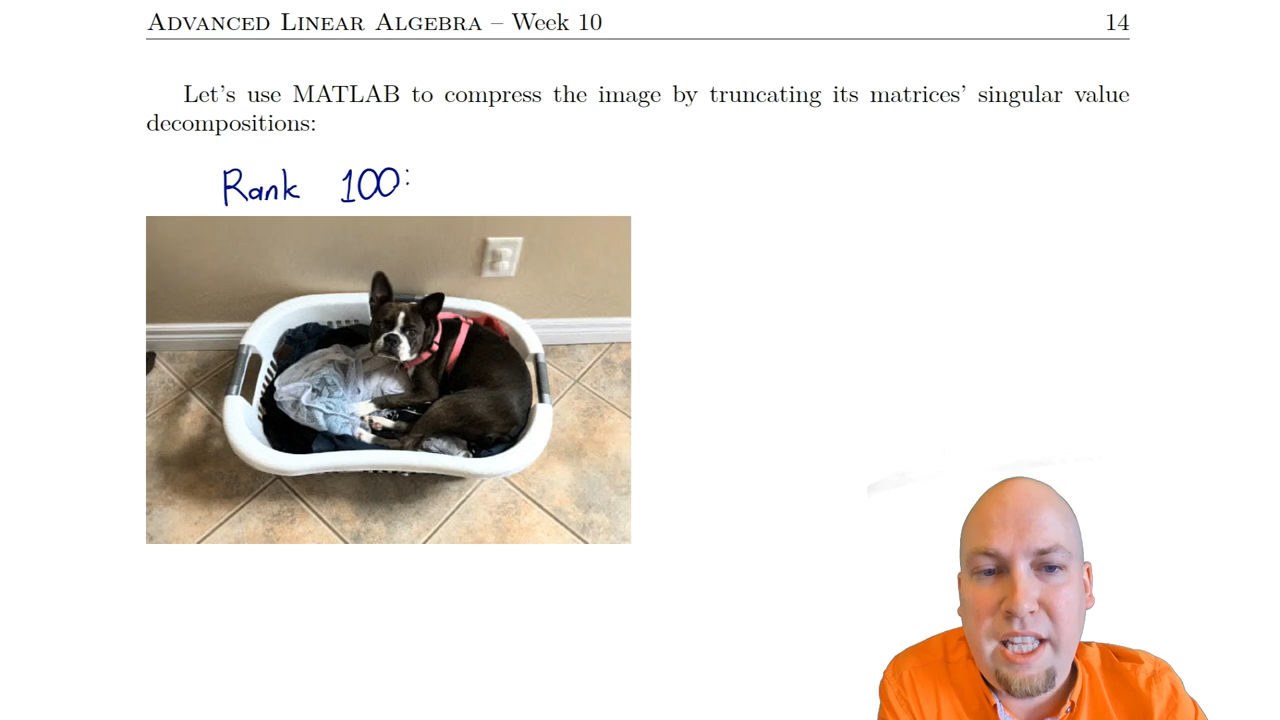 ADVANCED LINEAR ALGEBRA – Week 10 14
Let's use MATLAB to compress the image by truncating its matrices' singular value
decompositions:
Rank 100: